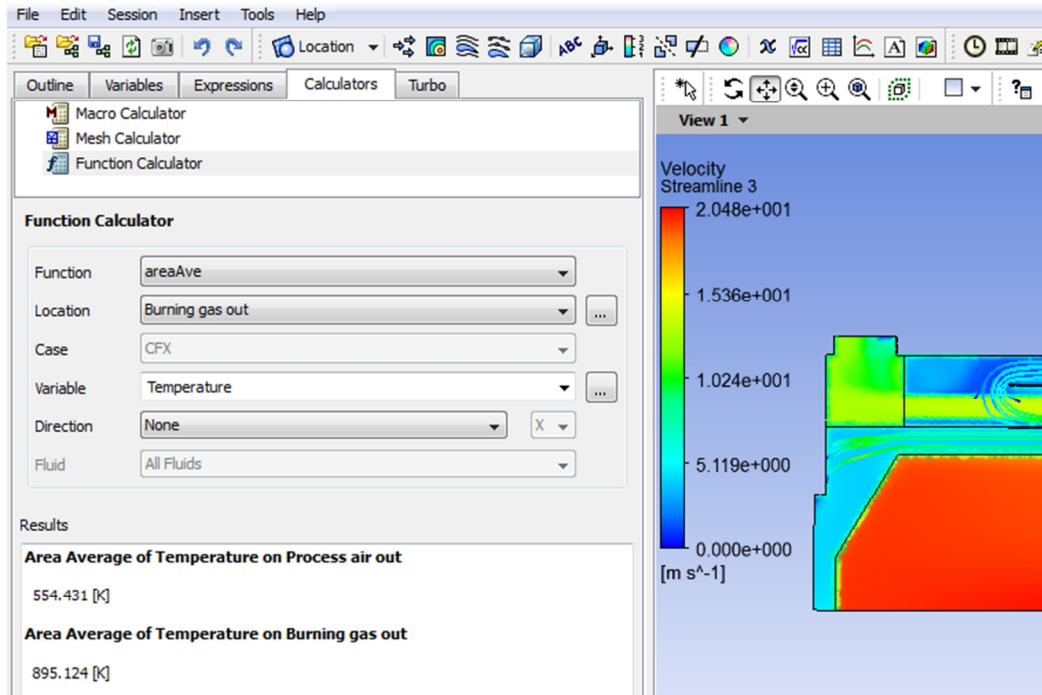 File Edit Session Insert Tools Help
Location ABC A
Outline Variables Expressions Calculators Turbo
Macro Calculator
Mesh Calculator
Function Calculator
Function Calculator
Function areaAve
Location Burning gas out ...
Case CFX
Variable Temperature ...
Direction None X
Fluid All Fluids
Results
Area Average of Temperature on Process air out
554.431 [K]
Area Average of Temperature on Burning gas out
895.124 [K]
View 1
Velocity
Streamline 3
2.048e+001
1.536e+001
1.024e+001
5.119e+000
0.000e+000
[m s^-1]